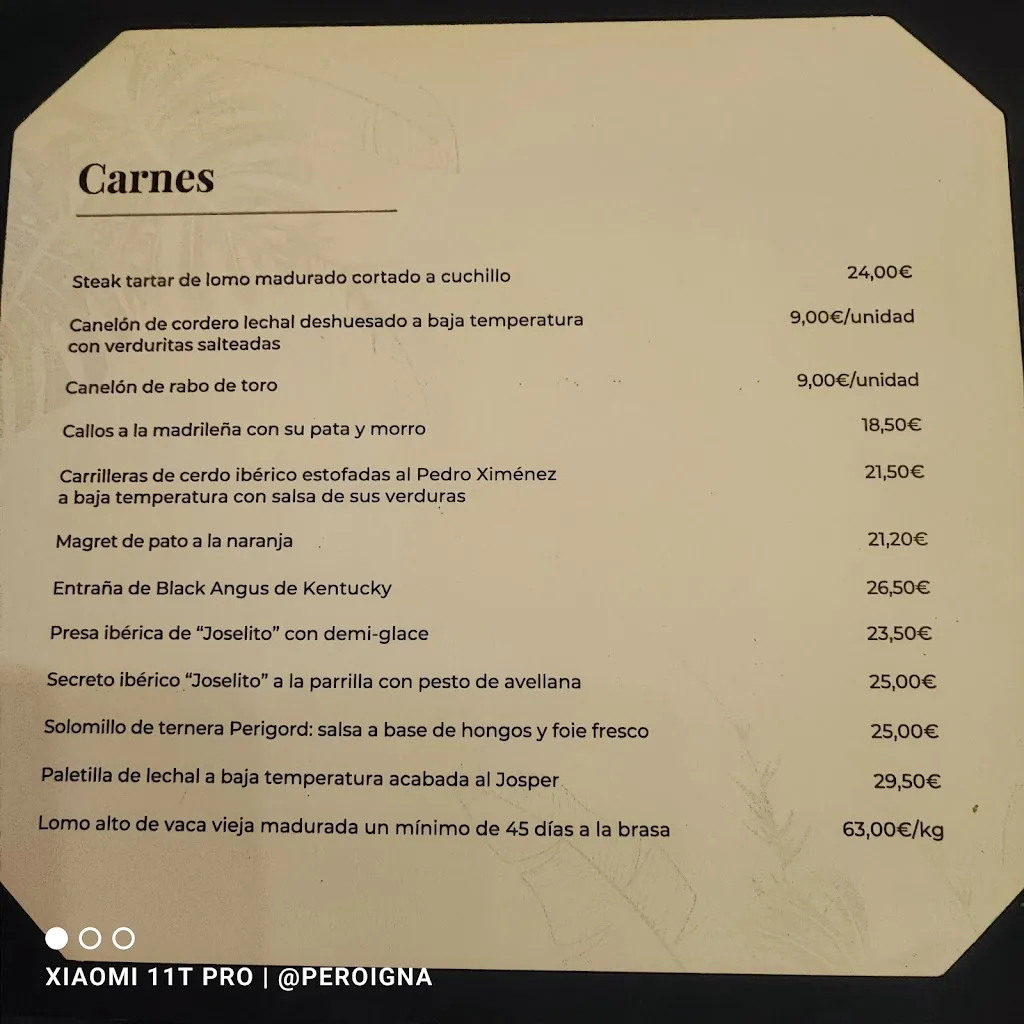 Carnes
Steak tartar de lomo madurado cortado a cuchillo 24,00€
Canelón de cordero lechal deshuesado a baja temperatura 9,00€/unidad
con verduritas salteadas
Canelón de rabo de toro 9,00€/unidad
Callos a la madrileña con su pata y morro 18,50€
Carrilleras de cerdo ibérico estofadas al Pedro Ximénez 21,50€
a baja temperatura con salsa de sus verduras
Magret de pato a la naranja 21,20€
Entraña de Black Angus de Kentucky 26,50€
Presa ibérica de “Joselito” con demi-glace 23,50€
Secreto ibérico “Joselito” a la parrilla con pesto de avellana 25,00€
Solomillo de ternera Perigord: salsa a base de hongos y foie fresco 25,00€
Paletilla de lechal a baja temperatura acabada al Josper 29,50€
Lomo alto de vaca vieja madurada un mínimo de 45 días a la brasa 63,00€/kg
XIAOMI 11T PRO | @PEROIGNA